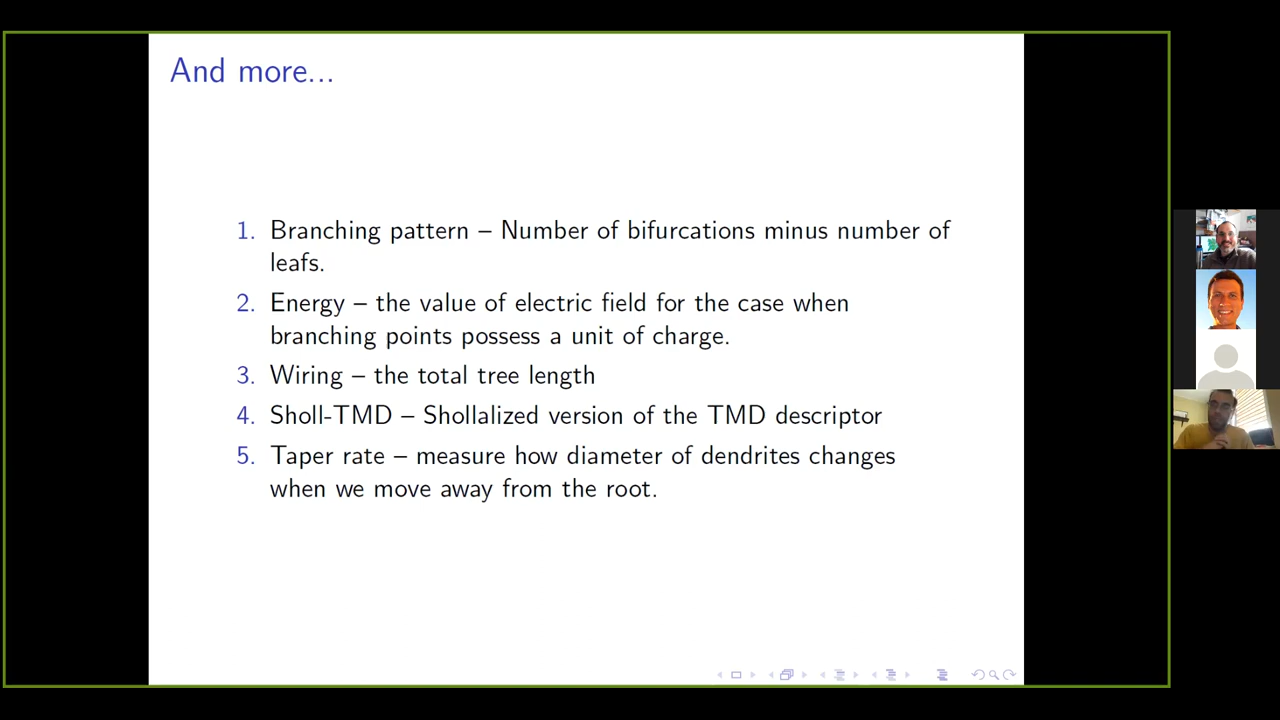 And more...
1. Branching pattern – Number of bifurcations minus number of
leafs.
2. Energy – the value of electric field for the case when
branching points possess a unit of charge.
3. Wiring – the total tree length
4. Sholl-TMD – Shollalized version of the TMD descriptor
5. Taper rate – measure how diameter of dendrites changes
when we move away from the root.